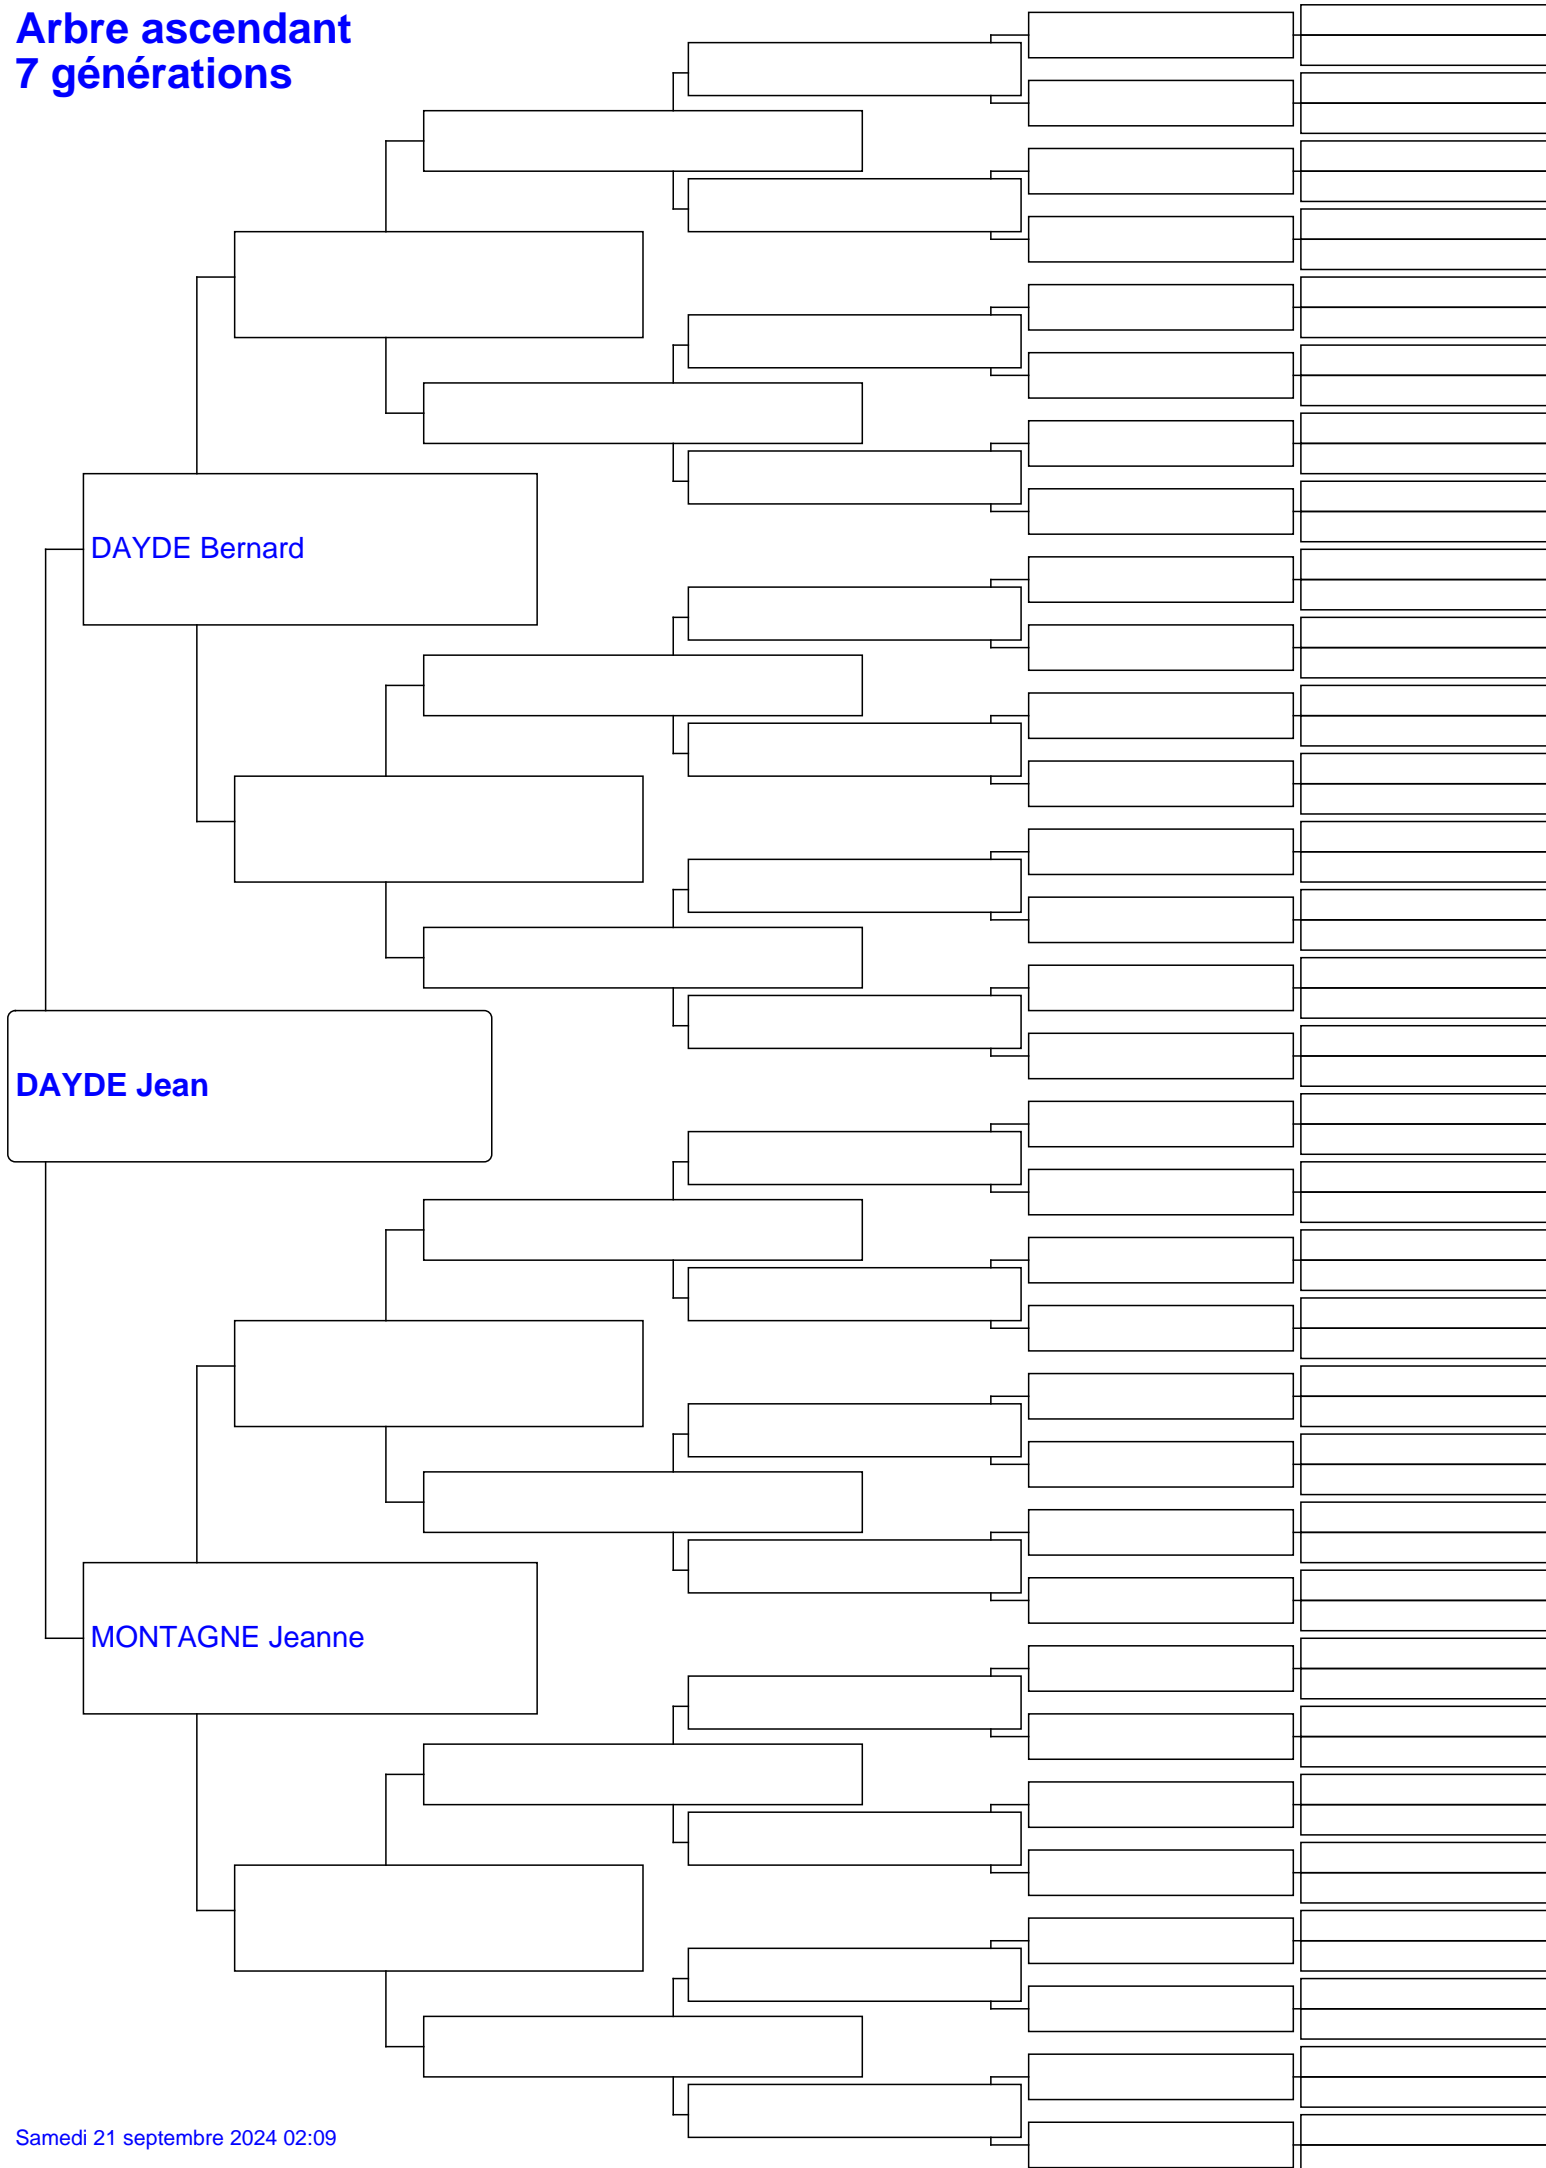 Arbre ascendant
7 générations
DAYDE Bernard
DAYDE Jean
MONTAGNE Jeanne
Samedi 21 septembre 2024 02:09